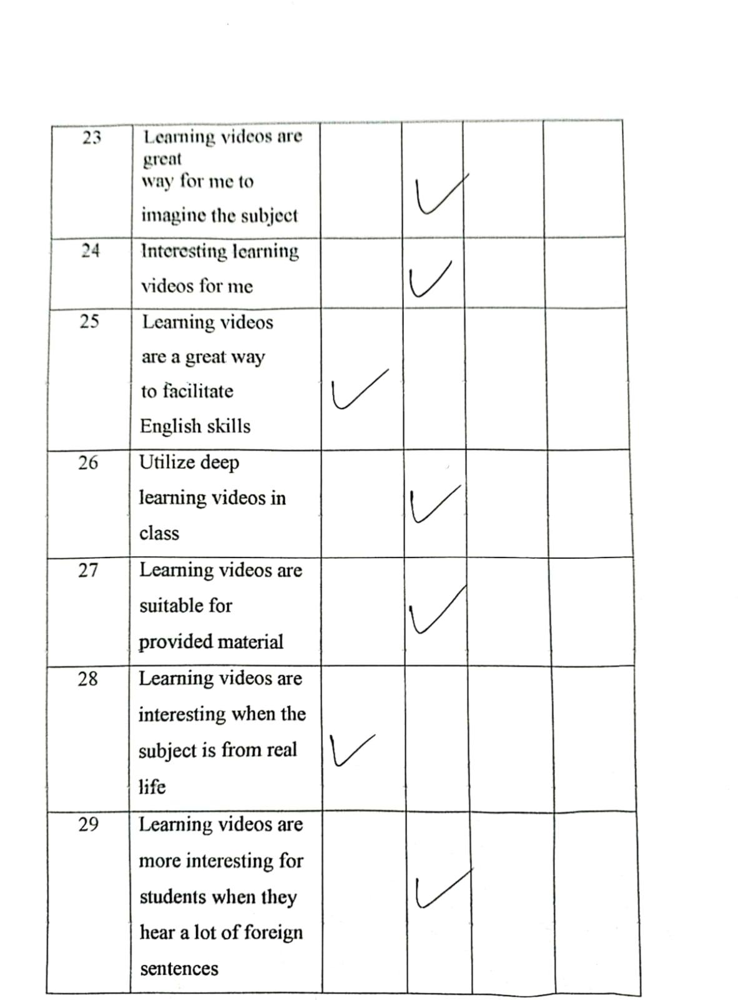 23
Learning videos are
great
way for me to
imagine the subject
24
Interesting learning
videos for me
25
Learning videos
are a great way
to facilitate
English skills
26
Utilize deep
learning videos in
class
27
Learning videos are
suitable for
provided material
28
Learning videos are
interesting when the
subject is from real
life
29
Learning videos are
more interesting for
students when they
hear a lot of foreign
sentences